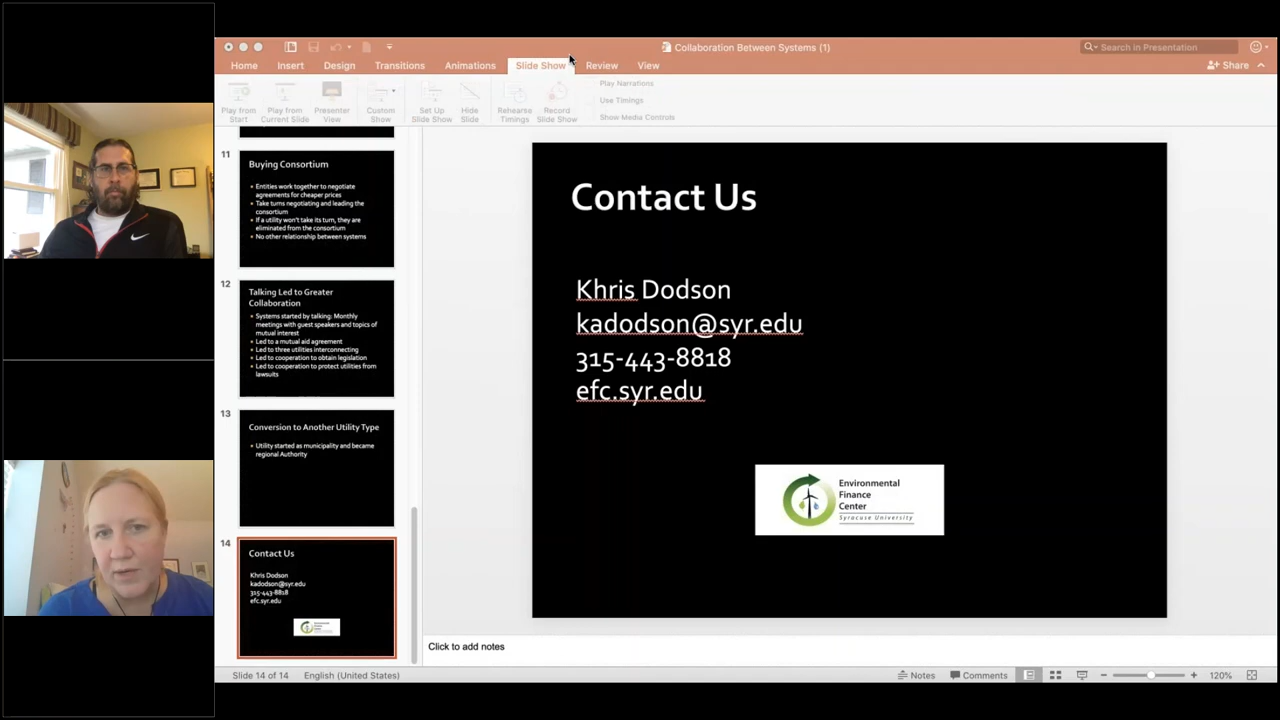 Collaboration Between Systems (1)
Search in Presentation
Home
Insert
Design
Transitions
Animations
Slide Show
Review
View
Share
Play from
Start
Play from
Current Slide
Presenter
View
Custom
Show
Set Up
Slide Show
Hide
Slide
Rehearse
Timings
Record
Slide Show
Play Narrations
Use Timings
Show Media Controls
11
Buying Consortium
Entities work together to negotiate
agreements for cheaper prices
Take turns negotiating and leading the
consortium
If a utility won't take its turn, they are
eliminated from the consortium
No other relationship between systems
12
Talking Led to Greater
Collaboration
Systems started by talking: Monthly
meetings with guest speakers and topics of
mutual interest
Led to a mutual aid agreement
Led to three utilities interconnecting
Led to cooperation to obtain legislation
Led to cooperation to protect utilities from
lawsuits
13
Conversion to Another Utility Type
Utility started as municipality and became
regional Authority
14
Contact Us
Khris Dodson
kadodson@syr.edu
315-443-8818
efc.syr.edu
Contact Us
Khris Dodson
kadodson@syr.edu
315-443-8818
efc.syr.edu
Environmental
Finance
Center
Syracuse University
Click to add notes
Slide 14 of 14
English (United States)
Notes
Comments
120%